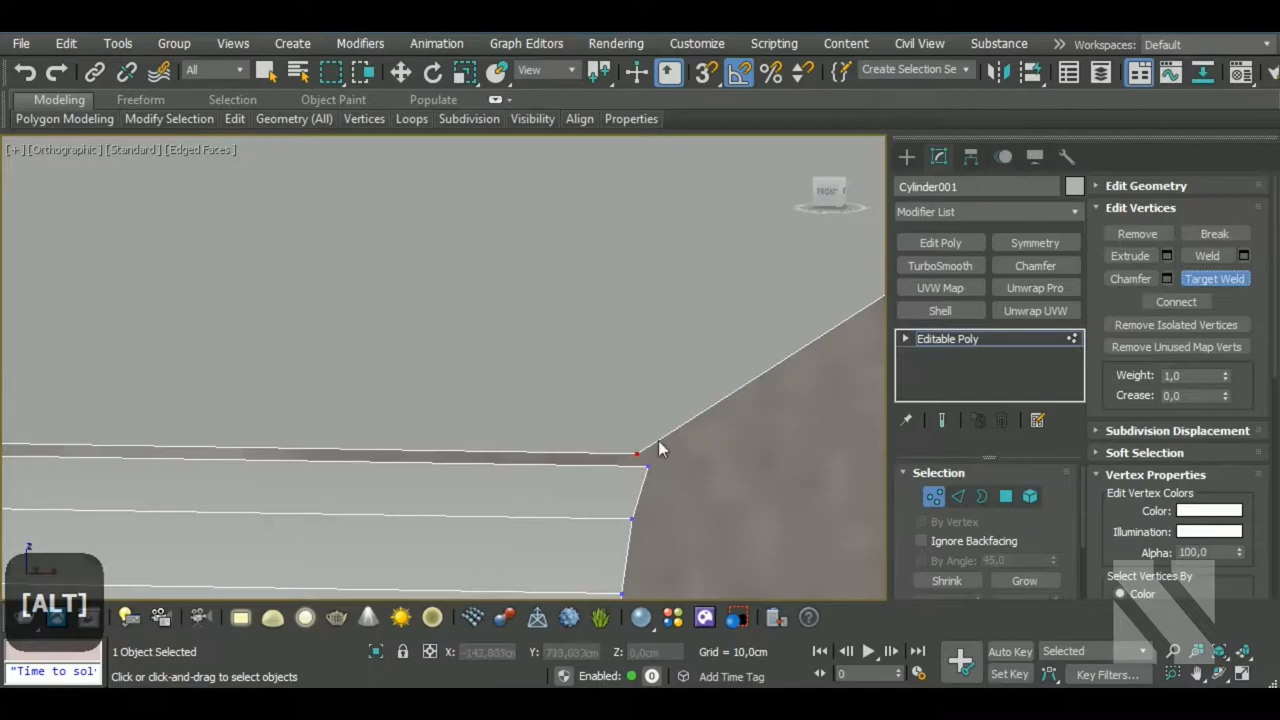 File Edit Tools Group Views Create Modifiers Animation Graph Editors Rendering Customize Scripting Content Civil View Substance Workspaces: Default
All View Create Selection Se
Modeling Freeform Selection Object Paint Populate
Polygon Modeling Modify Selection Edit Geometry (All) Vertices Loops Subdivision Visibility Align Properties
[+] [Orthographic] [Standard] [Edged Faces]
FRONT
Cylinder001
Modifier List
Edit Poly Symmetry
TurboSmooth Chamfer
UVW Map Unwrap Pro
Shell Unwrap UVW
Editable Poly
Selection
By Vertex
Ignore Backfacing
By Angle: 45,0
Shrink Grow
Edit Geometry
Edit Vertices
Remove Break
Extrude Weld
Chamfer Target Weld
Connect
Remove Isolated Vertices
Remove Unused Map Verts
Weight: 1,0
Crease: 0,0
Subdivision Displacement
Soft Selection
Vertex Properties
Edit Vertex Colors
Color:
Illumination:
Alpha: 100,0
Select Vertices By
Color
z
[ALT]
1 Object Selected X: Y: Z: 0,0cm Grid = 10,0cm Auto Key Selected
"Time to sol Click or click-and-drag to select objects Enabled: 0 Add Time Tag 0 Set Key Key Filters...